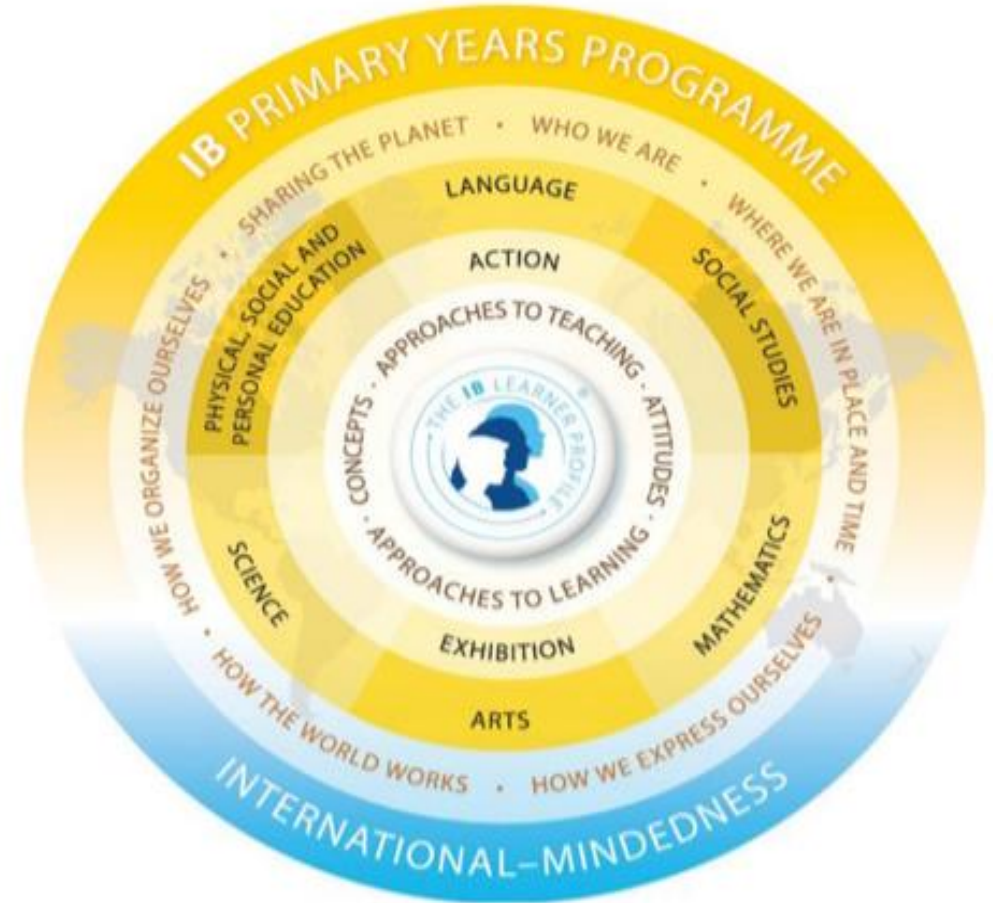 IB PRIMARY YEARS PROGRAMME
SHARING THE PLANET · WHO WE ARE · WHERE WE ARE IN PLACE AND TIME · HOW WE EXPRESS OURSELVES · HOW THE WORLD WORKS · HOW WE ORGANIZE OURSELVES ·
LANGUAGE
SOCIAL STUDIES
MATHEMATICS
ARTS
SCIENCE
PHYSICAL, SOCIAL AND
PERSONAL EDUCATION
ACTION
EXHIBITION
APPROACHES TO TEACHING · ATTITUDES · APPROACHES TO LEARNING · CONCEPTS ·
· THE IB LEARNER PROFILE · ®
INTERNATIONAL–MINDEDNESS